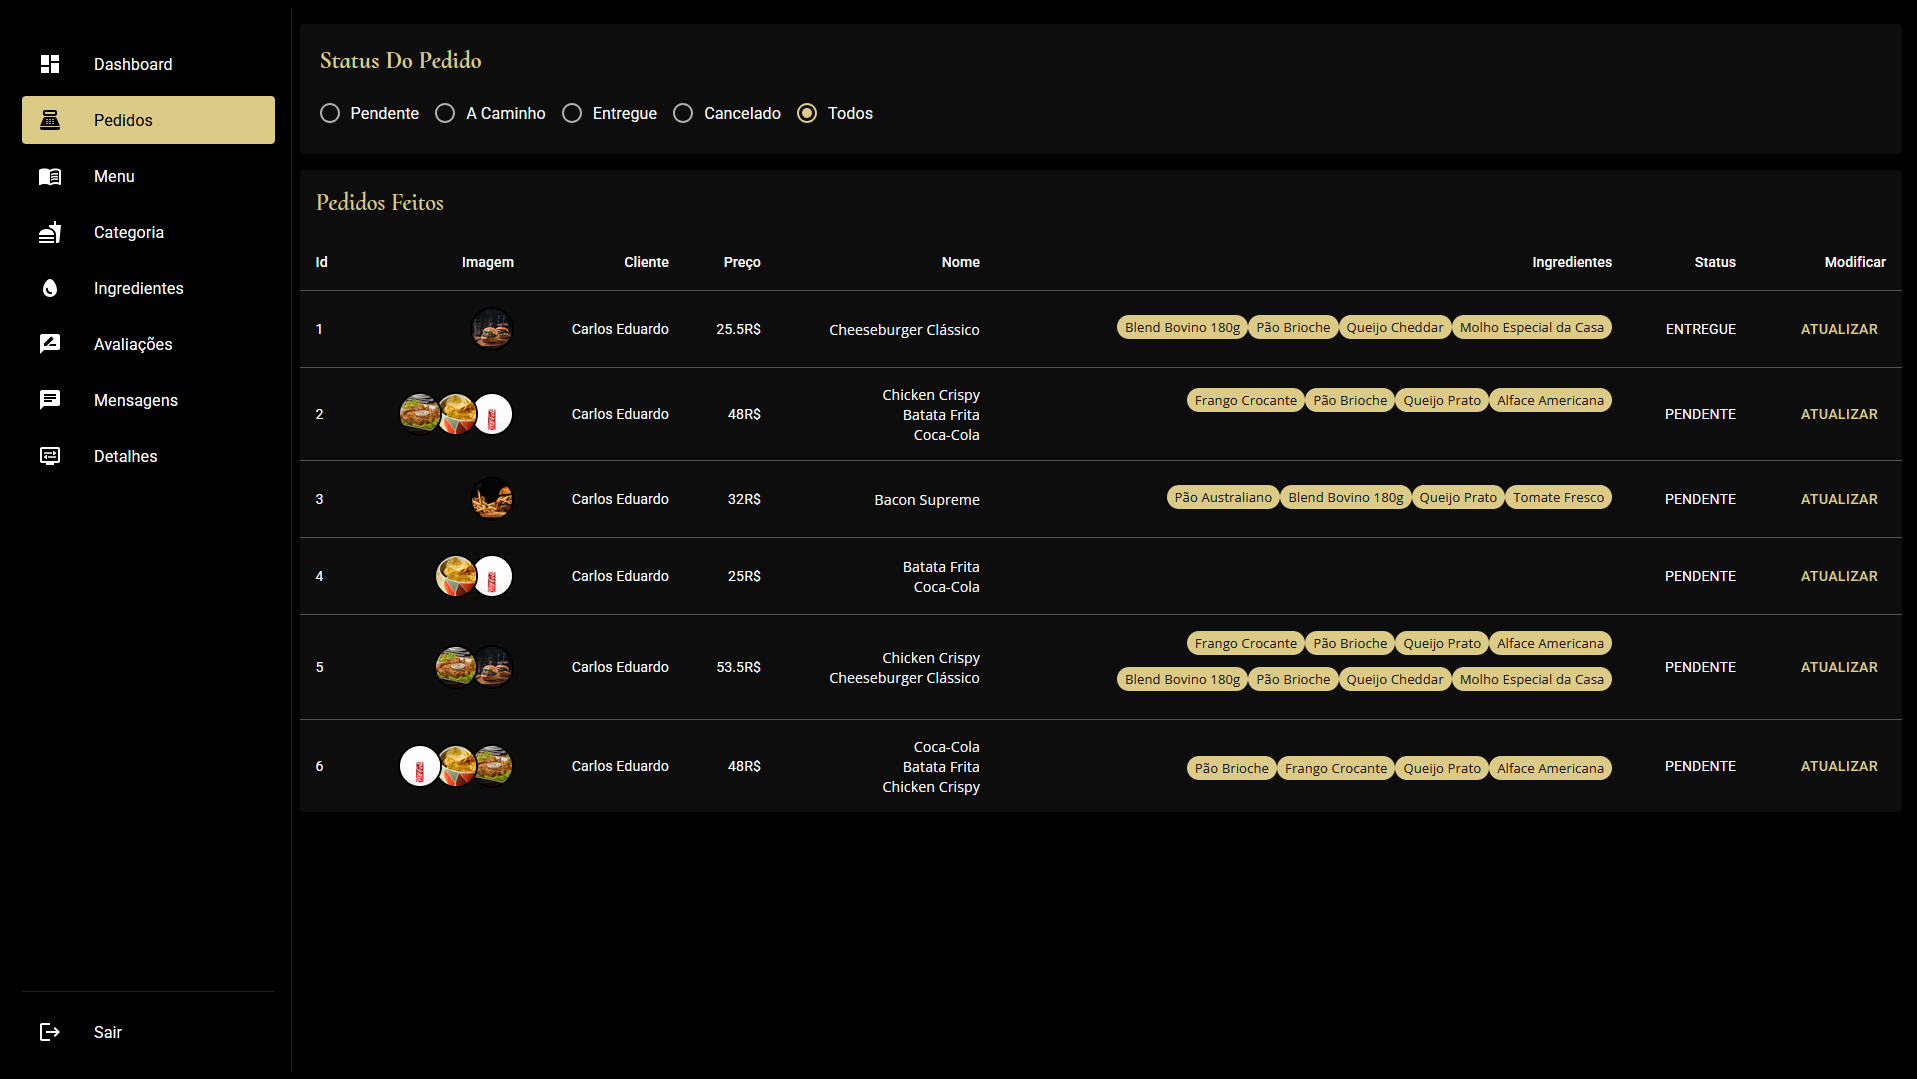 Dashboard
Pedidos
Menu
Categoria
Ingredientes
Avaliações
Mensagens
Detalhes
Sair
Status Do Pedido
Pendente A Caminho Entregue Cancelado Todos
Pedidos Feitos
Id Imagem Cliente Preço Nome Ingredientes Status Modificar
1 Carlos Eduardo 25.5R$ Cheeseburger Clássico Blend Bovino 180g Pão Brioche Queijo Cheddar Molho Especial da Casa ENTREGUE ATUALIZAR
Chicken Crispy Frango Crocante Pão Brioche Queijo Prato Alface Americana
2 Carlos Eduardo 48R$ Batata Frita PENDENTE ATUALIZAR
Coca-Cola
3 Carlos Eduardo 32R$ Bacon Supreme Pão Australiano Blend Bovino 180g Queijo Prato Tomate Fresco PENDENTE ATUALIZAR
Batata Frita
4 Carlos Eduardo 25R$ PENDENTE ATUALIZAR
Coca-Cola
Frango Crocante Pão Brioche Queijo Prato Alface Americana
Chicken Crispy
5 Carlos Eduardo 53.5R$ PENDENTE ATUALIZAR
Cheeseburger Clássico Blend Bovino 180g Pão Brioche Queijo Cheddar Molho Especial da Casa
Coca-Cola
6 Carlos Eduardo 48R$ Batata Frita Pão Brioche Frango Crocante Queijo Prato Alface Americana PENDENTE ATUALIZAR
Chicken Crispy